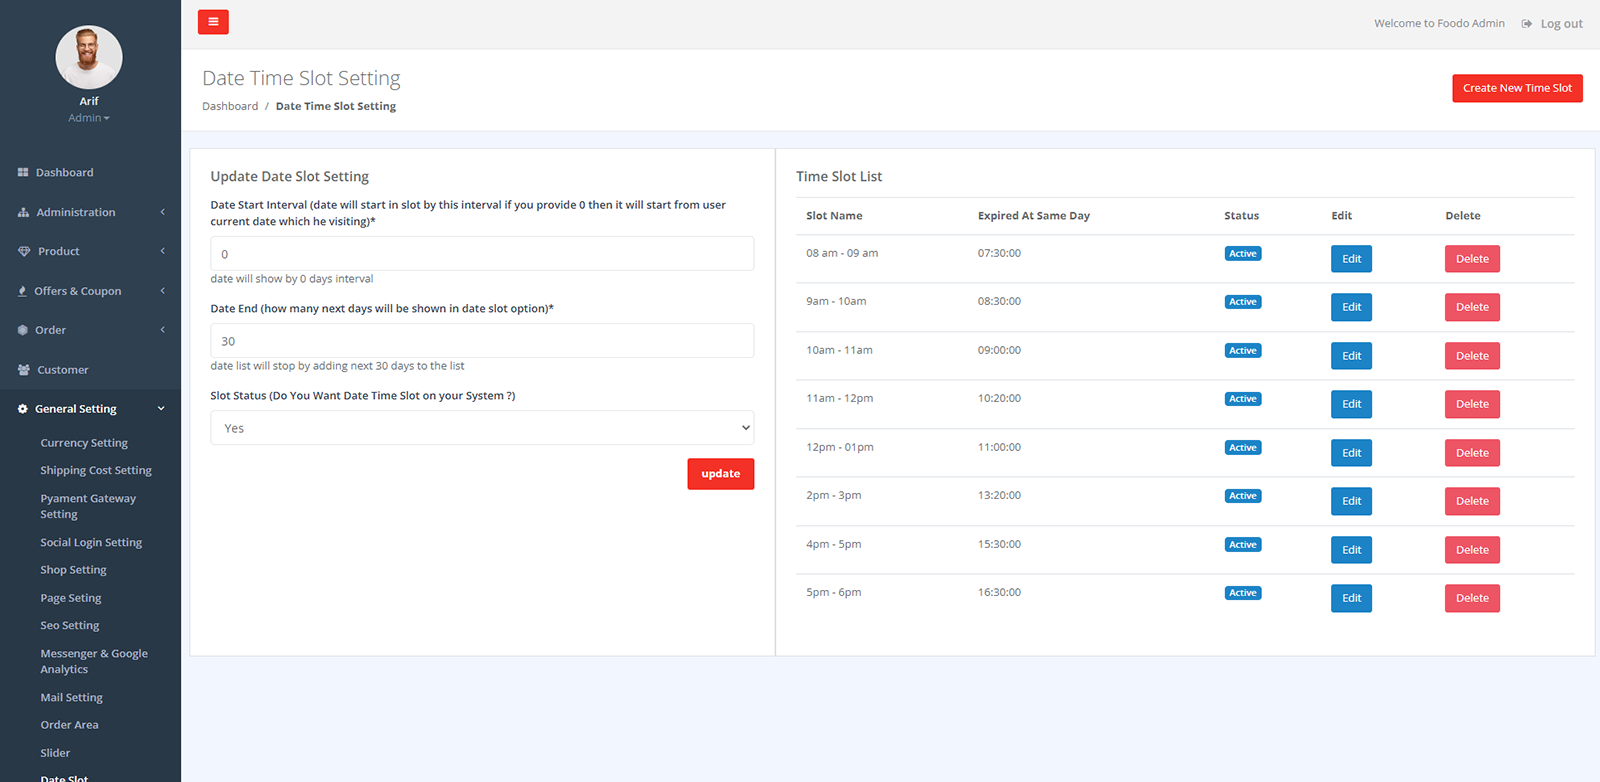 Arif
Admin
Dashboard
Administration
Product
Offers & Coupon
Order
Customer
General Setting
Currency Setting
Shipping Cost Setting
Pyament Gateway
Setting
Social Login Setting
Shop Setting
Page Seting
Seo Setting
Messenger & Google
Analytics
Mail Setting
Order Area
Slider
Date Slot
Welcome to Foodo Admin Log out
Date Time Slot Setting
Dashboard / Date Time Slot Setting
Create New Time Slot
Update Date Slot Setting
Date Start Interval (date will start in slot by this interval if you provide 0 then it will start from user
current date which he visiting)*
0
date will show by 0 days interval
Date End (how many next days will be shown in date slot option)*
30
date list will stop by adding next 30 days to the list
Slot Status (Do You Want Date Time Slot on your System ?)
Yes
update
Time Slot List
Slot Name Expired At Same Day Status Edit Delete
08 am - 09 am 07:30:00 Active Edit Delete
9am - 10am 08:30:00 Active Edit Delete
10am - 11am 09:00:00 Active Edit Delete
11am - 12pm 10:20:00 Active Edit Delete
12pm - 01pm 11:00:00 Active Edit Delete
2pm - 3pm 13:20:00 Active Edit Delete
4pm - 5pm 15:30:00 Active Edit Delete
5pm - 6pm 16:30:00 Active Edit Delete